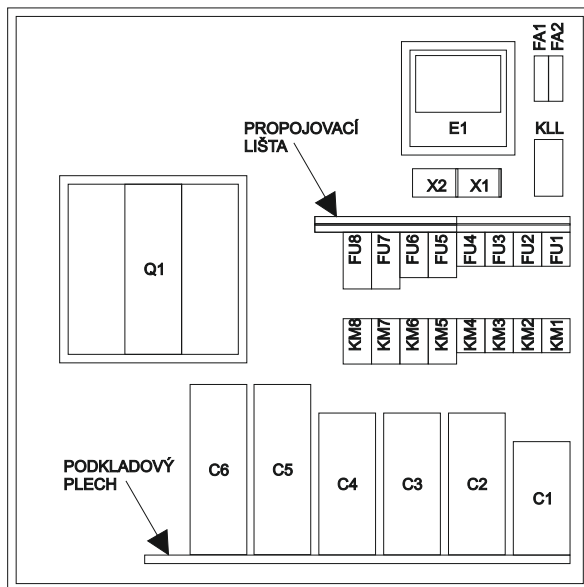 FA1
FA2
E1
KLL
PROPOJOVACÍ
LIŠTA
X2
X1
FU8
FU7
FU6
FU5
FU4
FU3
FU2
FU1
Q1
KM8
KM7
KM6
KM5
KM4
KM3
KM2
KM1
PODKLADOVÝ
PLECH
C6
C5
C4
C3
C2
C1